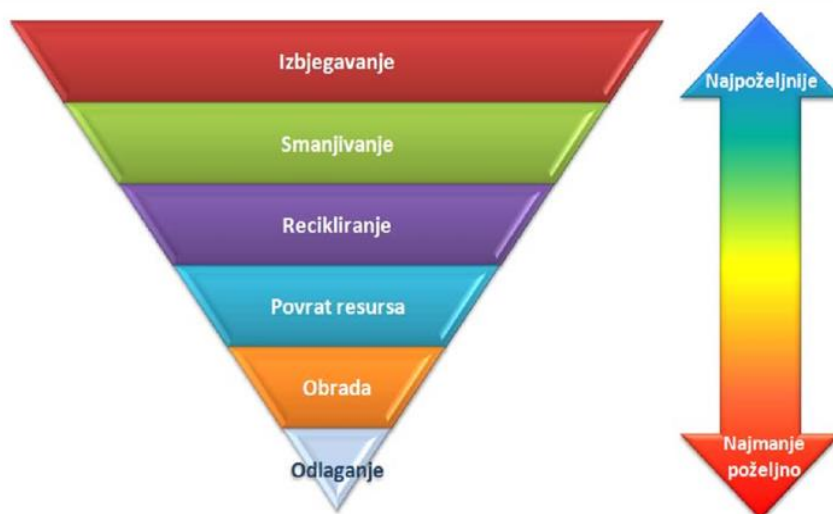 Izbjegavanje
Najpoželjnije
Smanjivanje
Recikliranje
Povrat resursa
Obrada
Odlaganje
Najmanje
poželjno